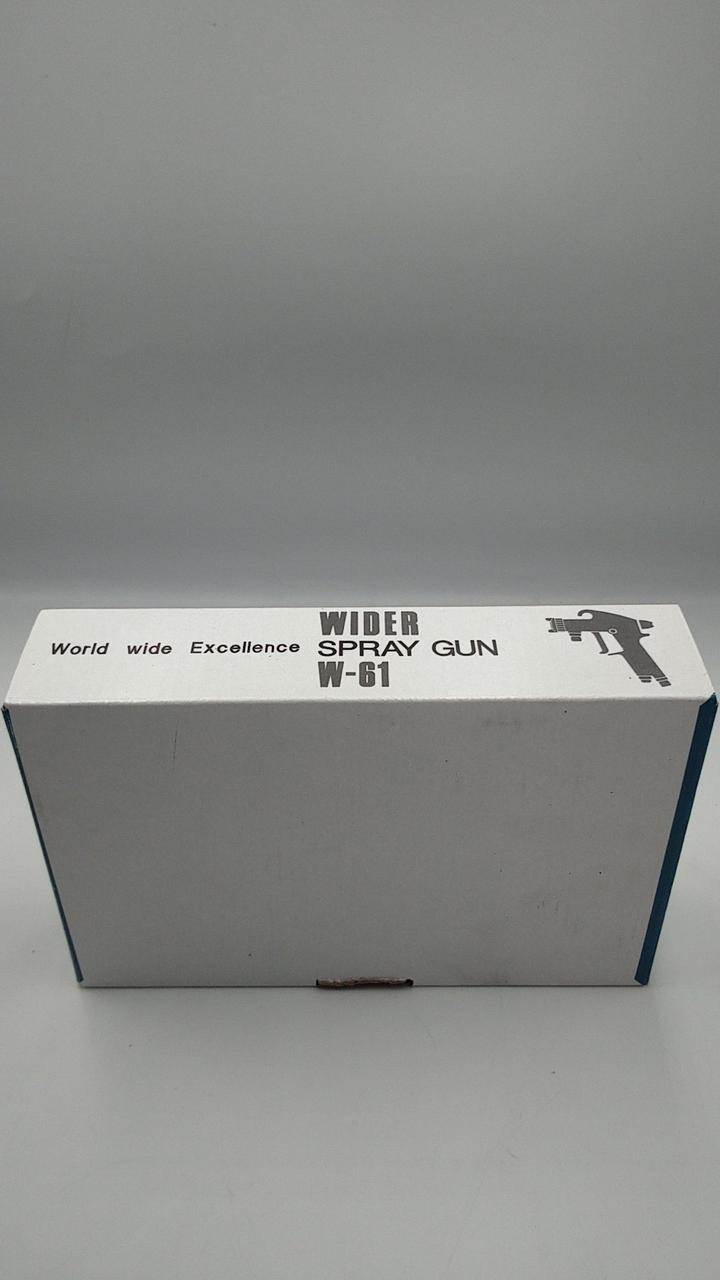 World wide Excellence
WIDER
SPRAY GUN
W-61